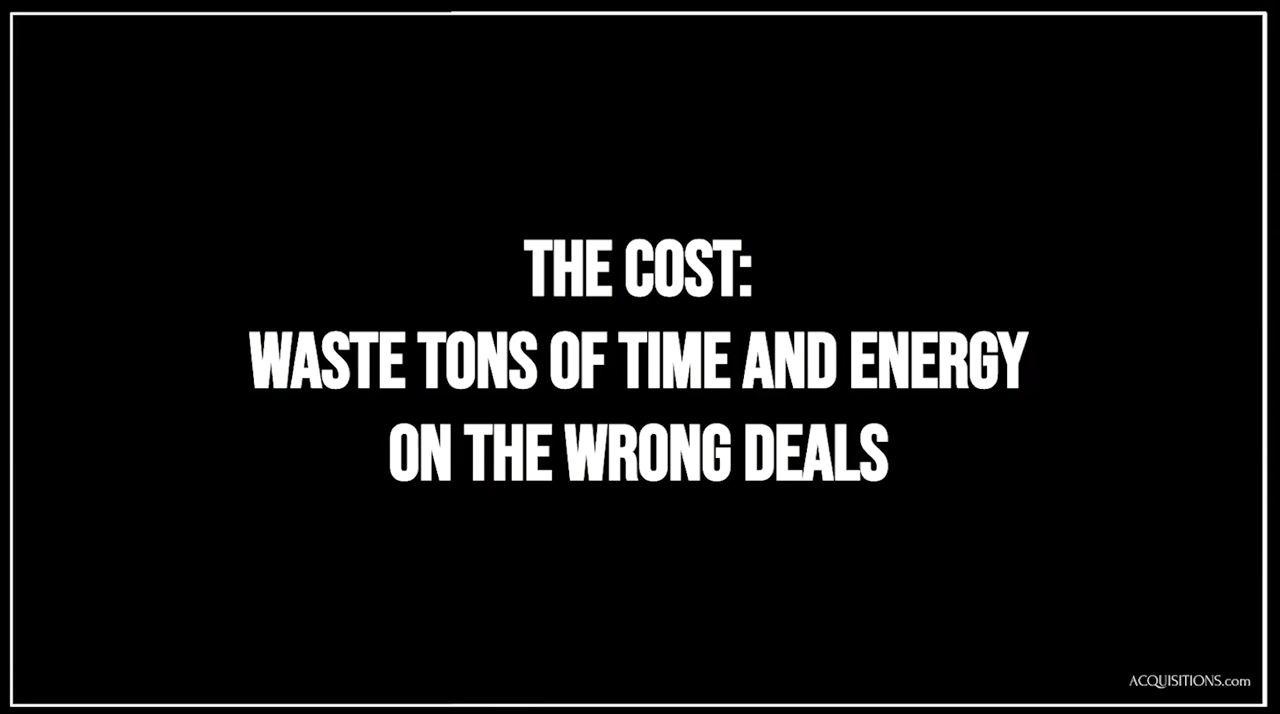 THE COST:
WASTE TONS OF TIME AND ENERGY
ON THE WRONG DEALS
ACQUISITIONS.com